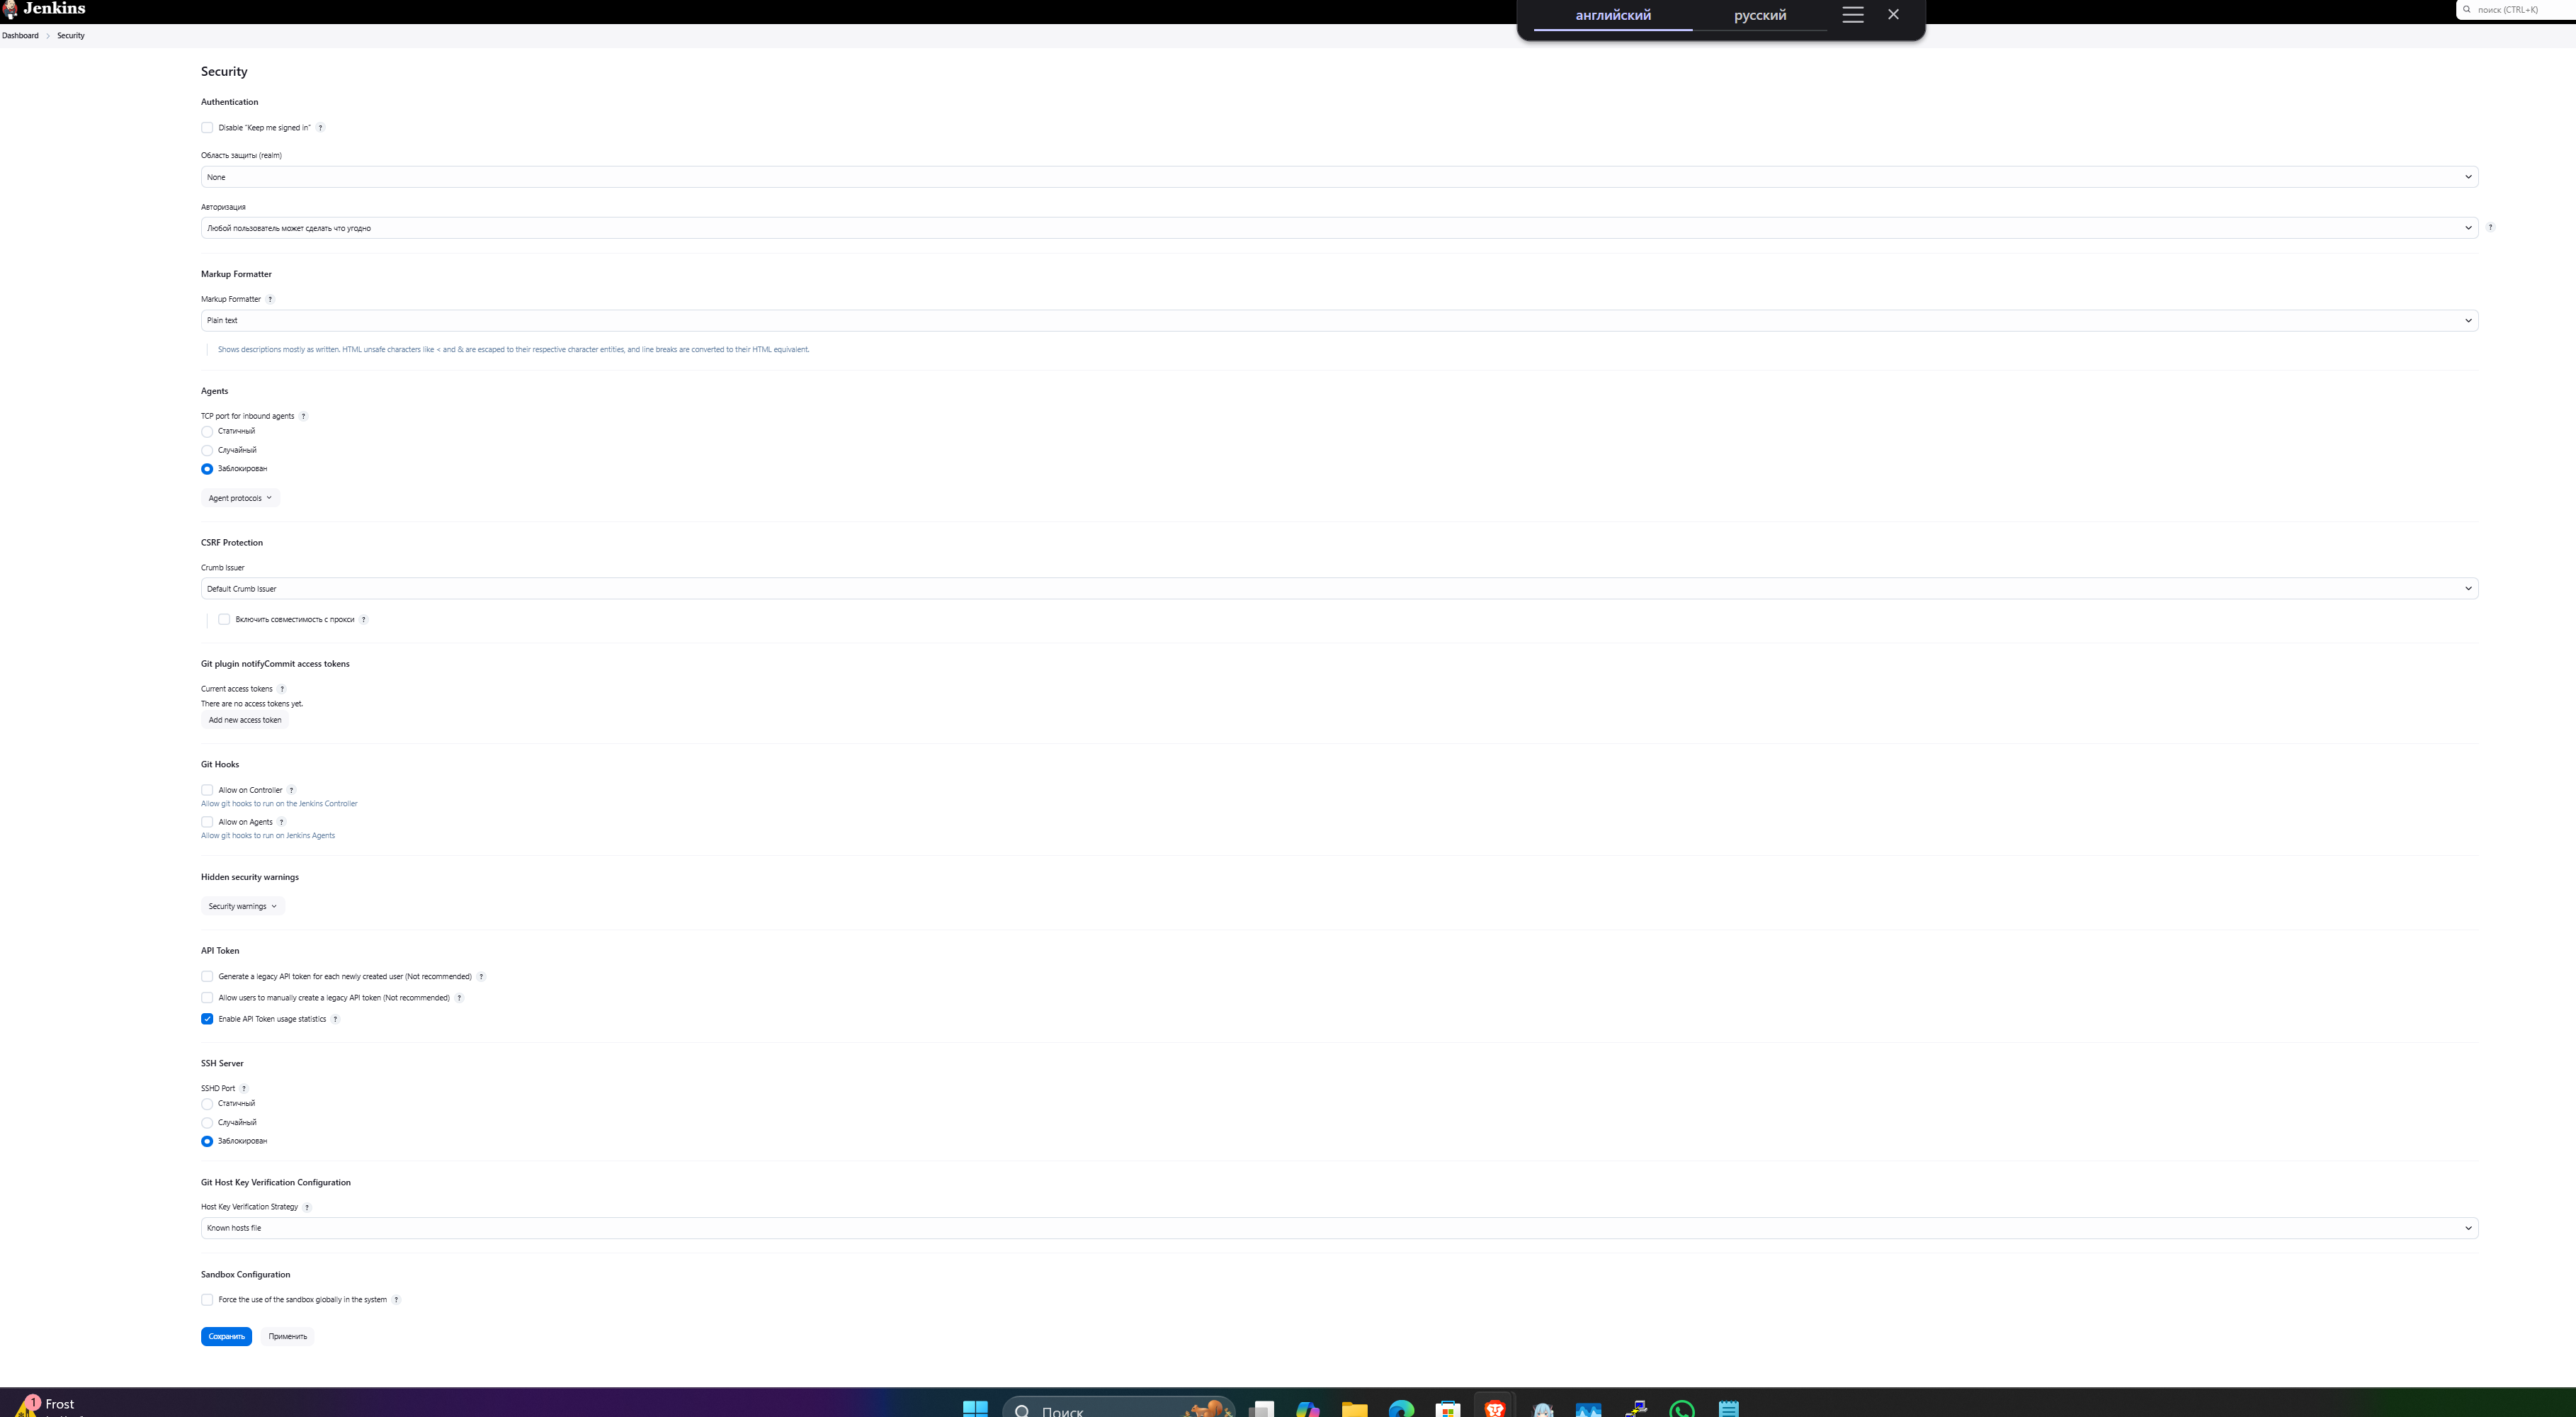 Jenkins
английский русский
поиск (CTRL+K)
Dashboard > Security
Security
Authentication
Disable "Keep me signed in" ?
Область защиты (realm)
None
Авторизация
Любой пользователь может сделать что угодно
?
Markup Formatter
Markup Formatter ?
Plain text
Shows descriptions mostly as written. HTML unsafe characters like < and & are escaped to their respective character entities, and line breaks are converted to their HTML equivalent.
Agents
TCP port for inbound agents ?
Статичный
Случайный
Заблокирован
Agent protocols
CSRF Protection
Crumb Issuer
Default Crumb Issuer
Включить совместимость с прокси ?
Git plugin notifyCommit access tokens
Current access tokens ?
There are no access tokens yet.
Add new access token
Git Hooks
Allow on Controller ?
Allow git hooks to run on the Jenkins Controller
Allow on Agents ?
Allow git hooks to run on Jenkins Agents
Hidden security warnings
Security warnings
API Token
Generate a legacy API token for each newly created user (Not recommended) ?
Allow users to manually create a legacy API token (Not recommended) ?
Enable API Token usage statistics ?
SSH Server
SSHD Port ?
Статичный
Случайный
Заблокирован
Git Host Key Verification Configuration
Host Key Verification Strategy ?
Known hosts file
Sandbox Configuration
Force the use of the sandbox globally in the system ?
Сохранить Применить
1 Frost
Поиск